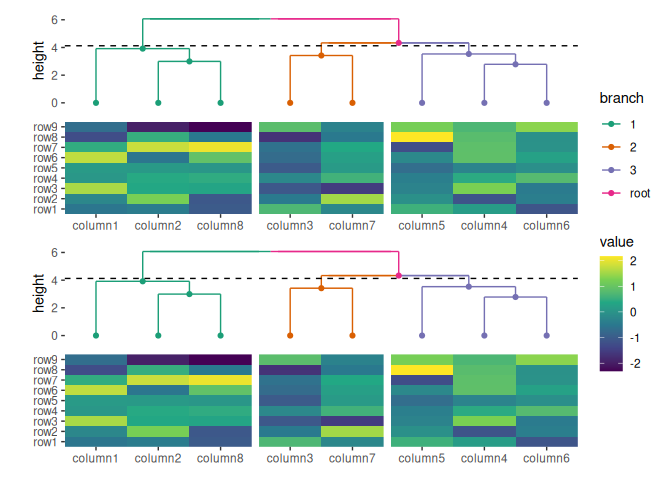 6
4
2
0
height
row9
row8
row7
row6
row5
row4
row3
row2
row1
column1 column2 column8 column3 column7 column5 column4 column6
6
4
2
0
height
row9
row8
row7
row6
row5
row4
row3
row2
row1
column1 column2 column8 column3 column7 column5 column4 column6
branch
1
2
3
root
value
2
1
0
-1
-2